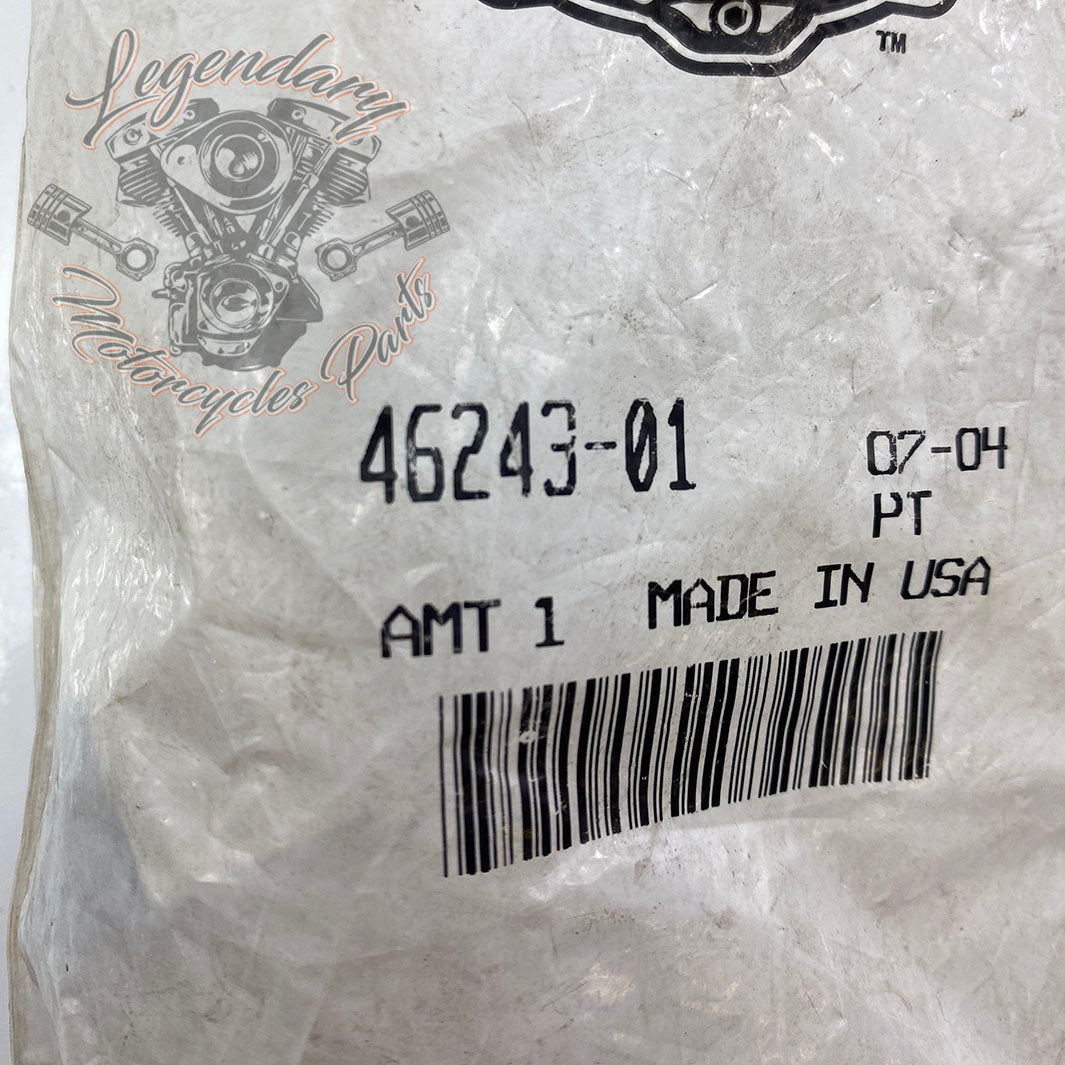 TM
Legendary
Motorcycles Parts
46243-01 07-04
PT
AMT 1 MADE IN USA